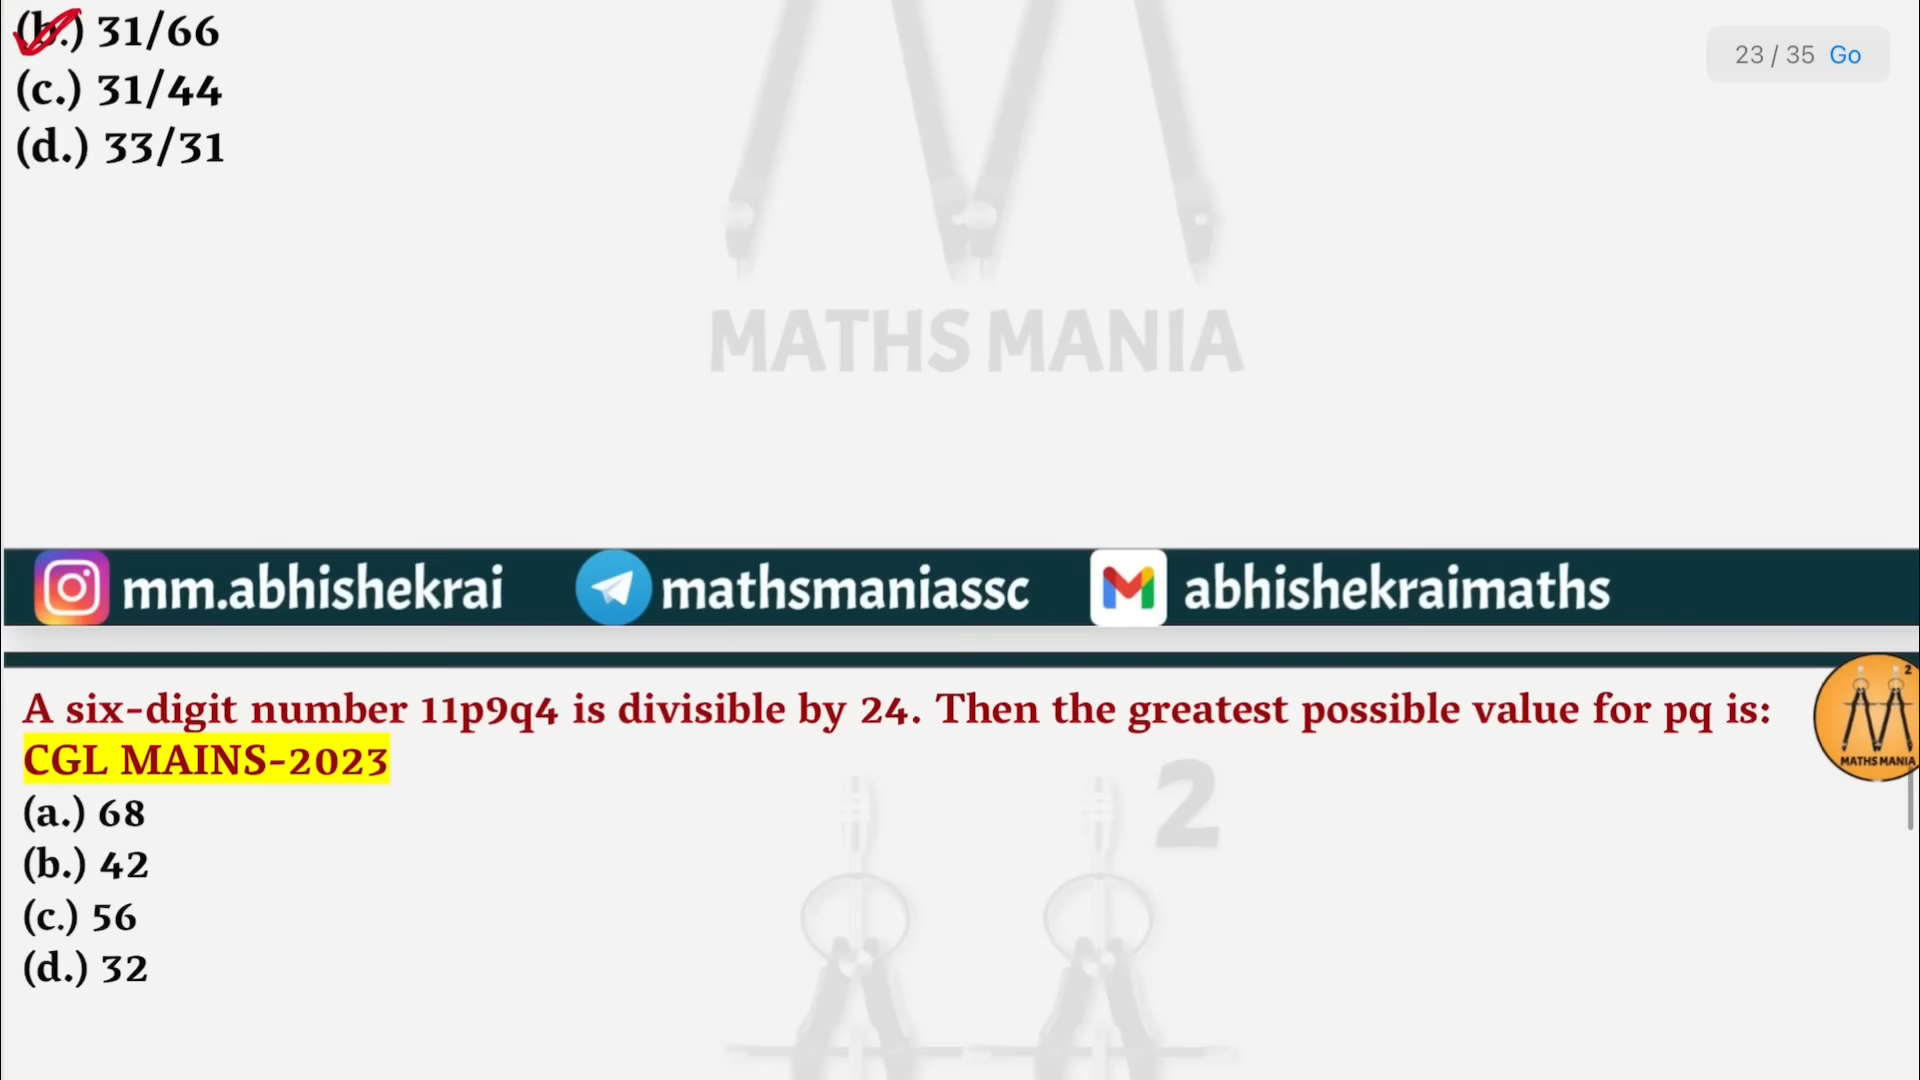 (b.) 31/66
23 / 35 Go
(c.) 31/44
(d.) 33/31
MATHS MANIA
mm.abhishekrai mathsmaniassc abhishekraimaths
A six-digit number 11p9q4 is divisible by 24. Then the greatest possible value for pq is:
2
MATHS MANIA
CGL MAINS-2023
2
(a.) 68
(b.) 42
(c.) 56
(d.) 32